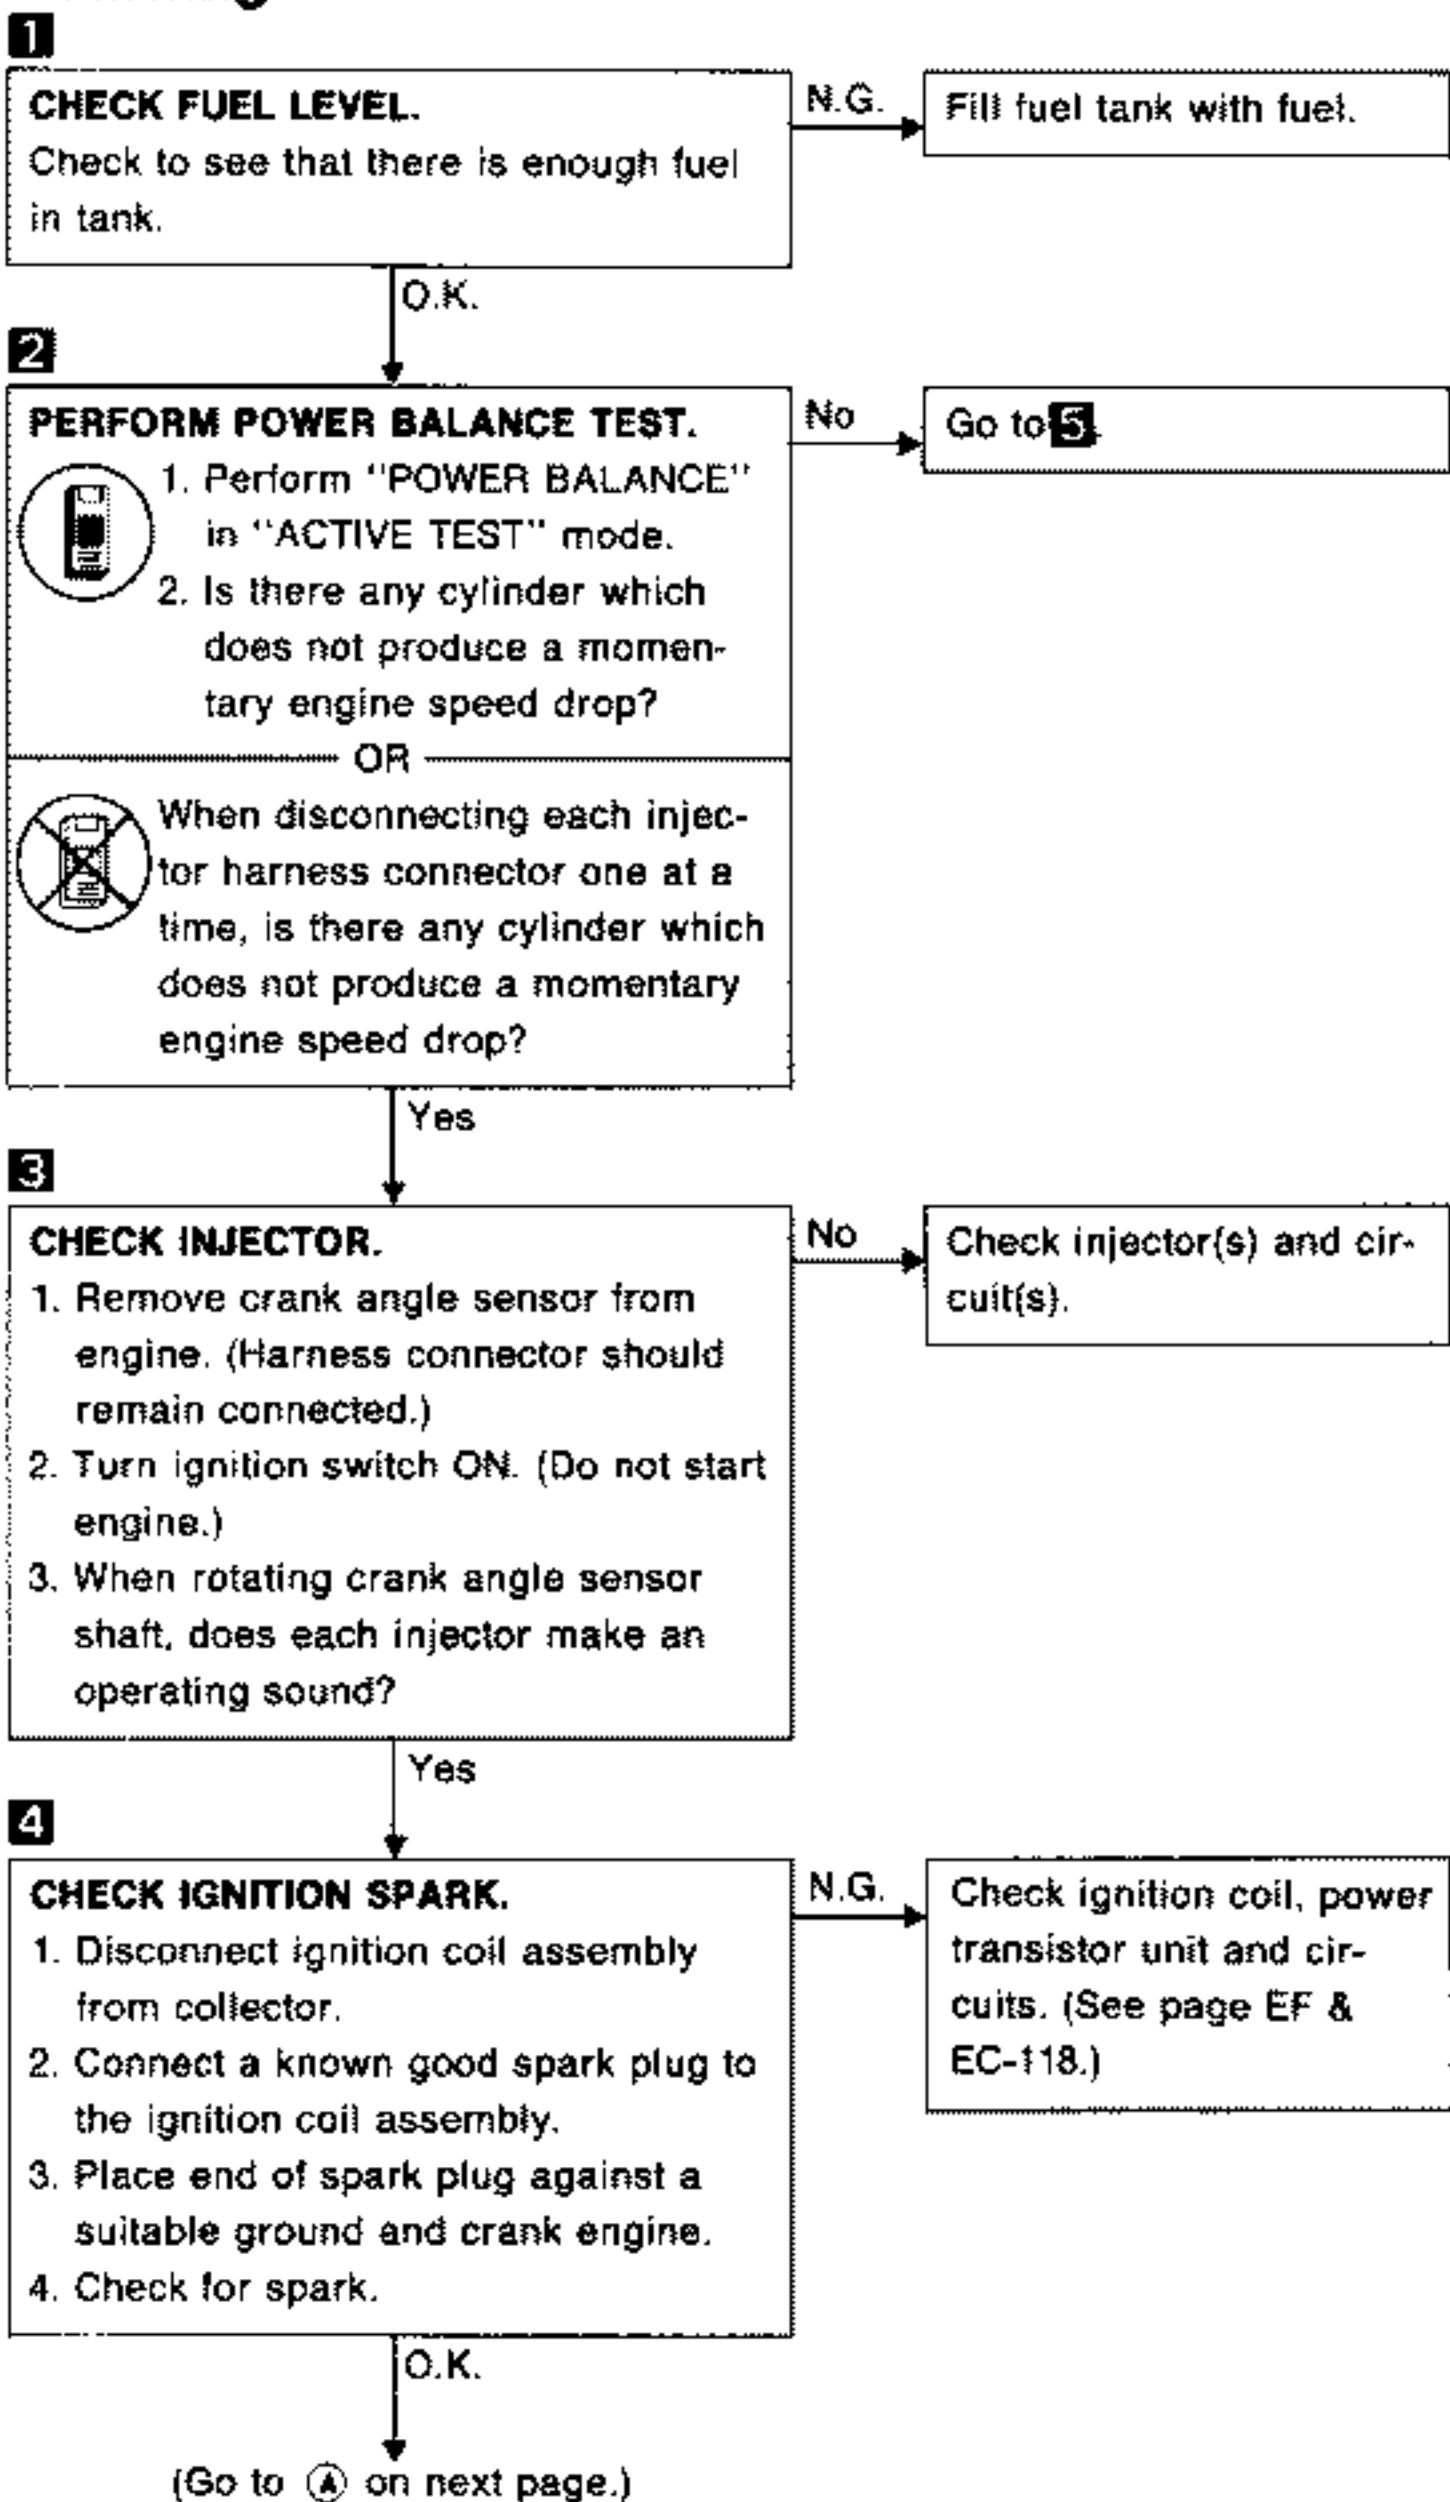 1
CHECK FUEL LEVEL.
Check to see that there is enough fuel
in tank.
N.G.
Fill fuel tank with fuel.
O.K.
2
PERFORM POWER BALANCE TEST.
1. Perform "POWER BALANCE"
in "ACTIVE TEST" mode.
2. Is there any cylinder which
does not produce a momen-
tary engine speed drop?
OR
When disconnecting each injec-
tor harness connector one at a
time, is there any cylinder which
does not produce a momentary
engine speed drop?
No
Go to 5.
Yes
3
CHECK INJECTOR.
1. Remove crank angle sensor from
engine. (Harness connector should
remain connected.)
2. Turn ignition switch ON. (Do not start
engine.)
3. When rotating crank angle sensor
shaft, does each injector make an
operating sound?
No
Check injector(s) and cir-
cuit(s).
Yes
4
CHECK IGNITION SPARK.
1. Disconnect ignition coil assembly
from collector.
2. Connect a known good spark plug to
the ignition coil assembly.
3. Place end of spark plug against a
suitable ground and crank engine.
4. Check for spark.
N.G.
Check ignition coil, power
transistor unit and cir-
cuits. (See page EF &
EC-118.)
O.K.
(Go to Ⓐ on next page.)